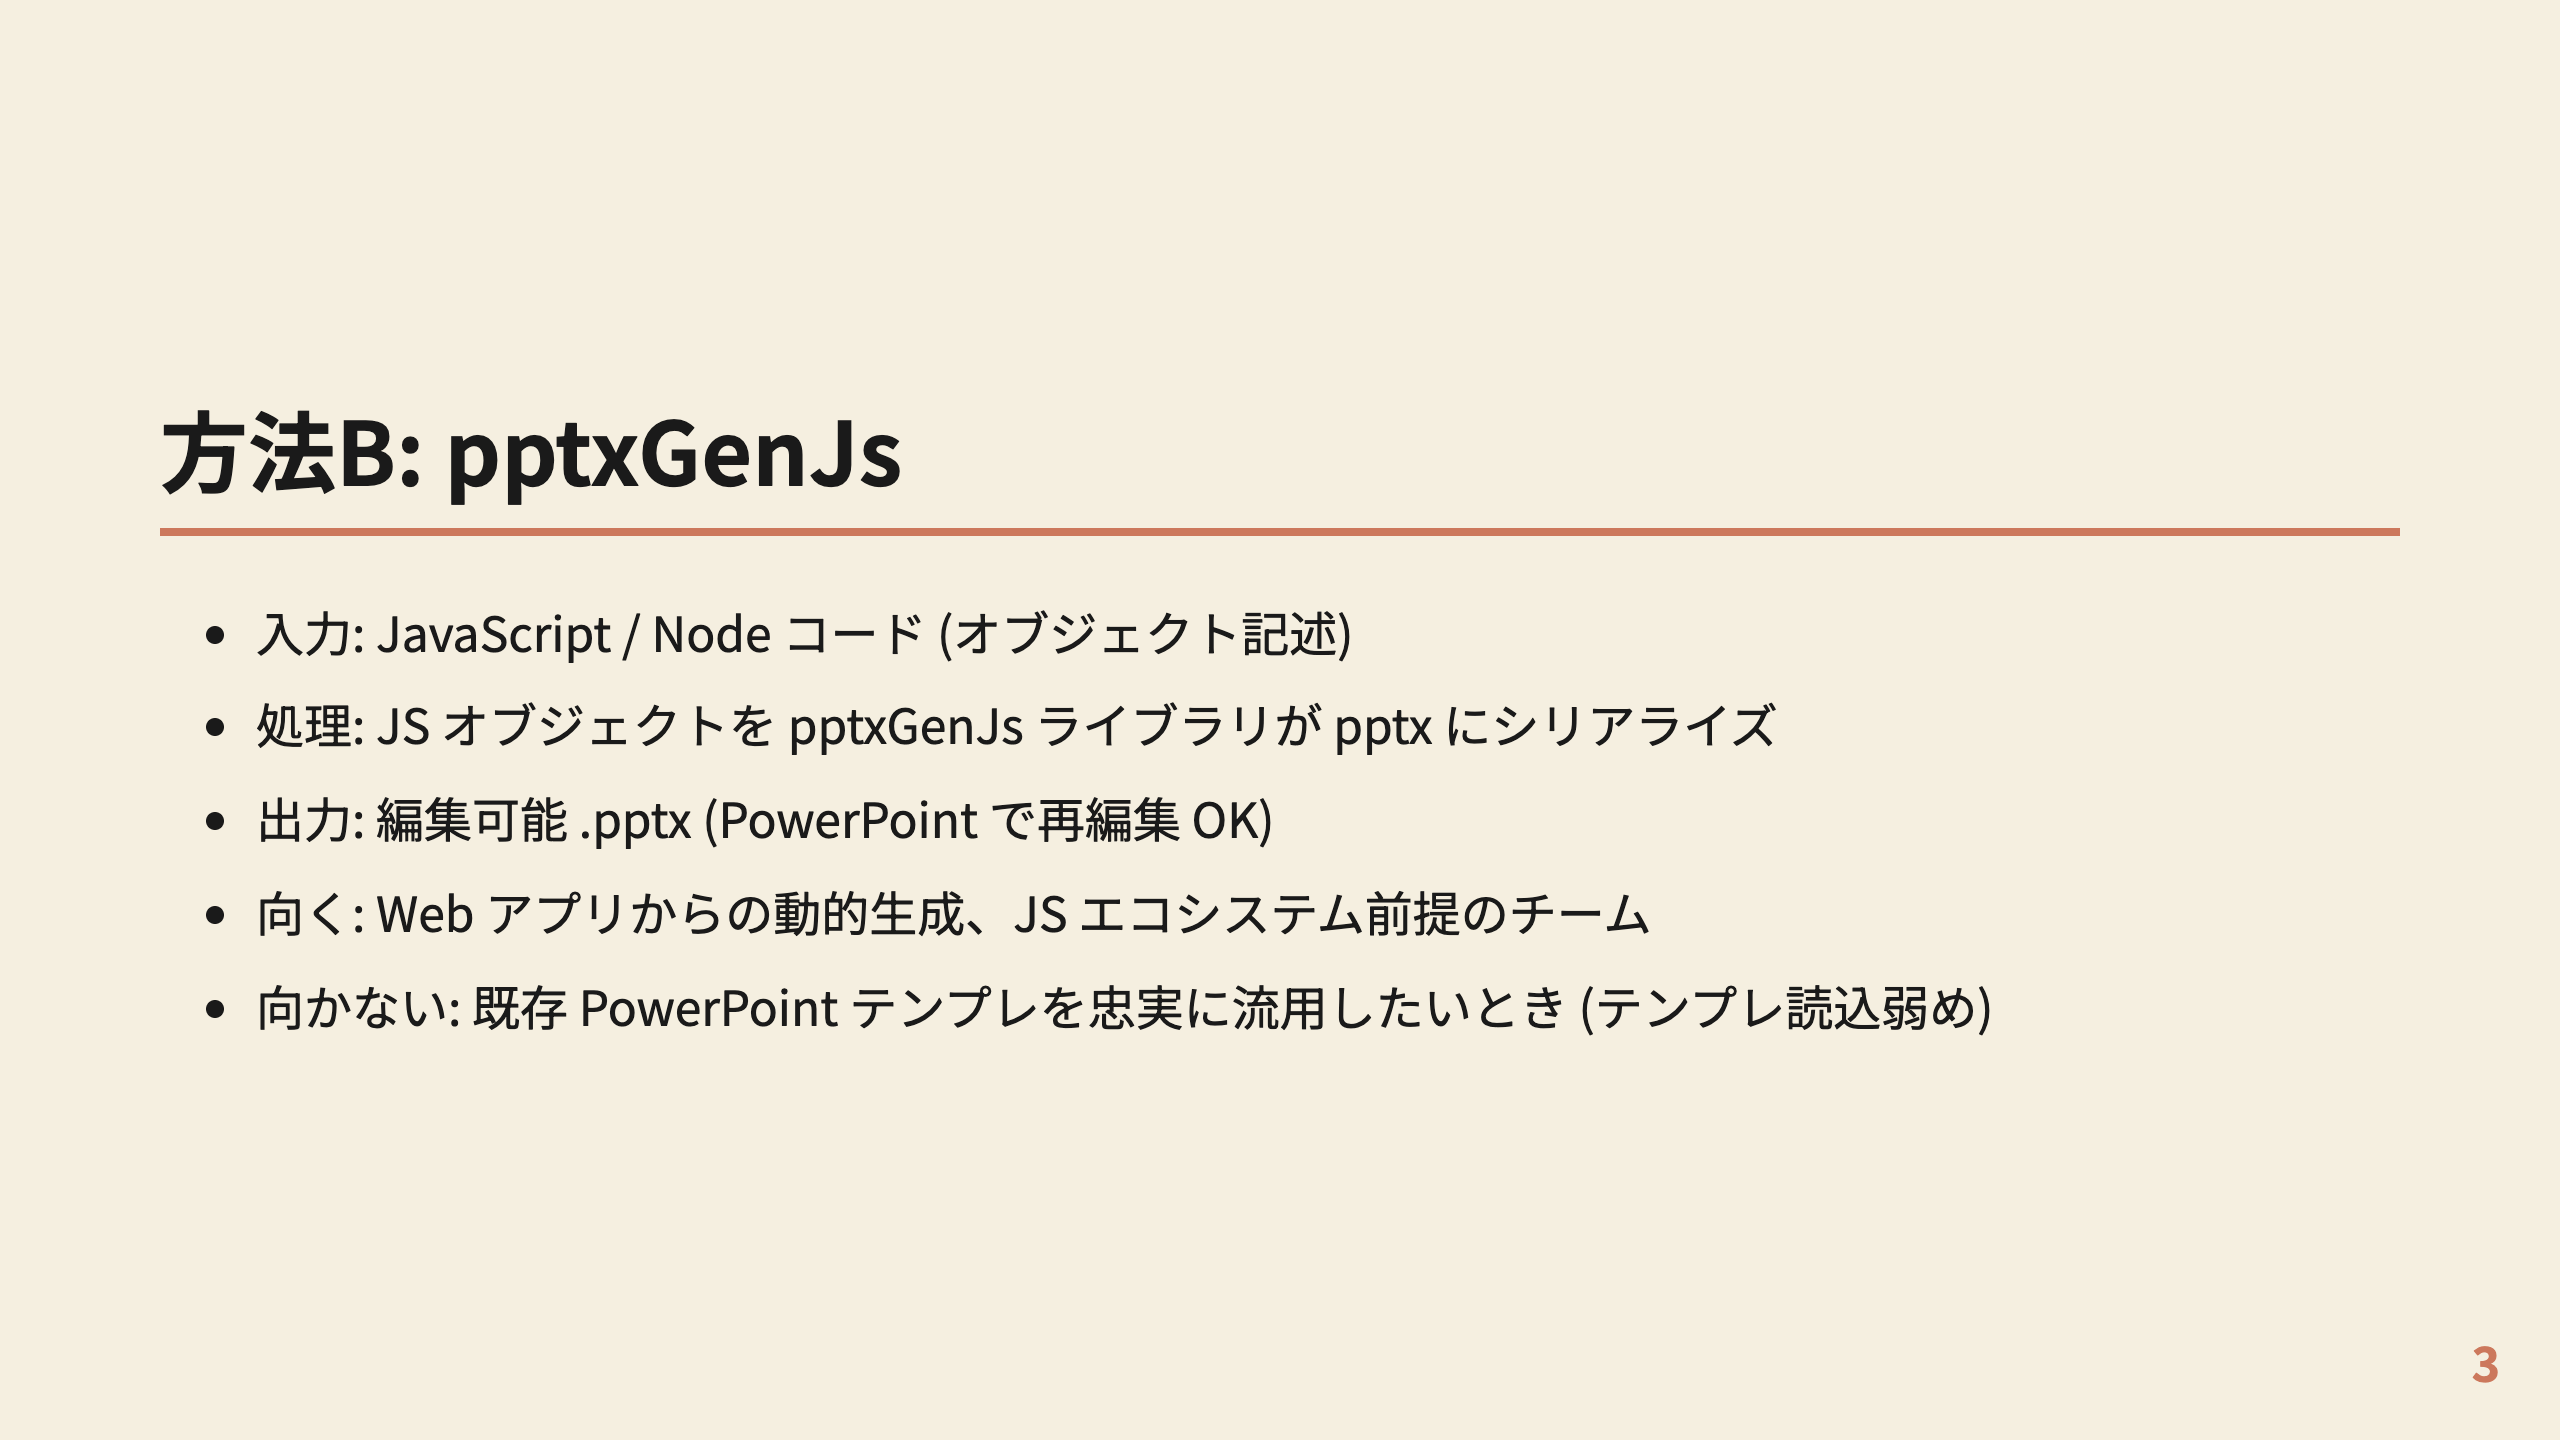 方法B: pptxGenJs
• 入力: JavaScript / Node コード (オブジェクト記述)
• 処理: JS オブジェクトを pptxGenJs ライブラリが pptx にシリアライズ
• 出力: 編集可能 .pptx (PowerPoint で再編集 OK)
• 向く: Web アプリからの動的生成、JS エコシステム前提のチーム
• 向かない: 既存 PowerPoint テンプレを忠実に流用したいとき (テンプレ読込弱め)
3